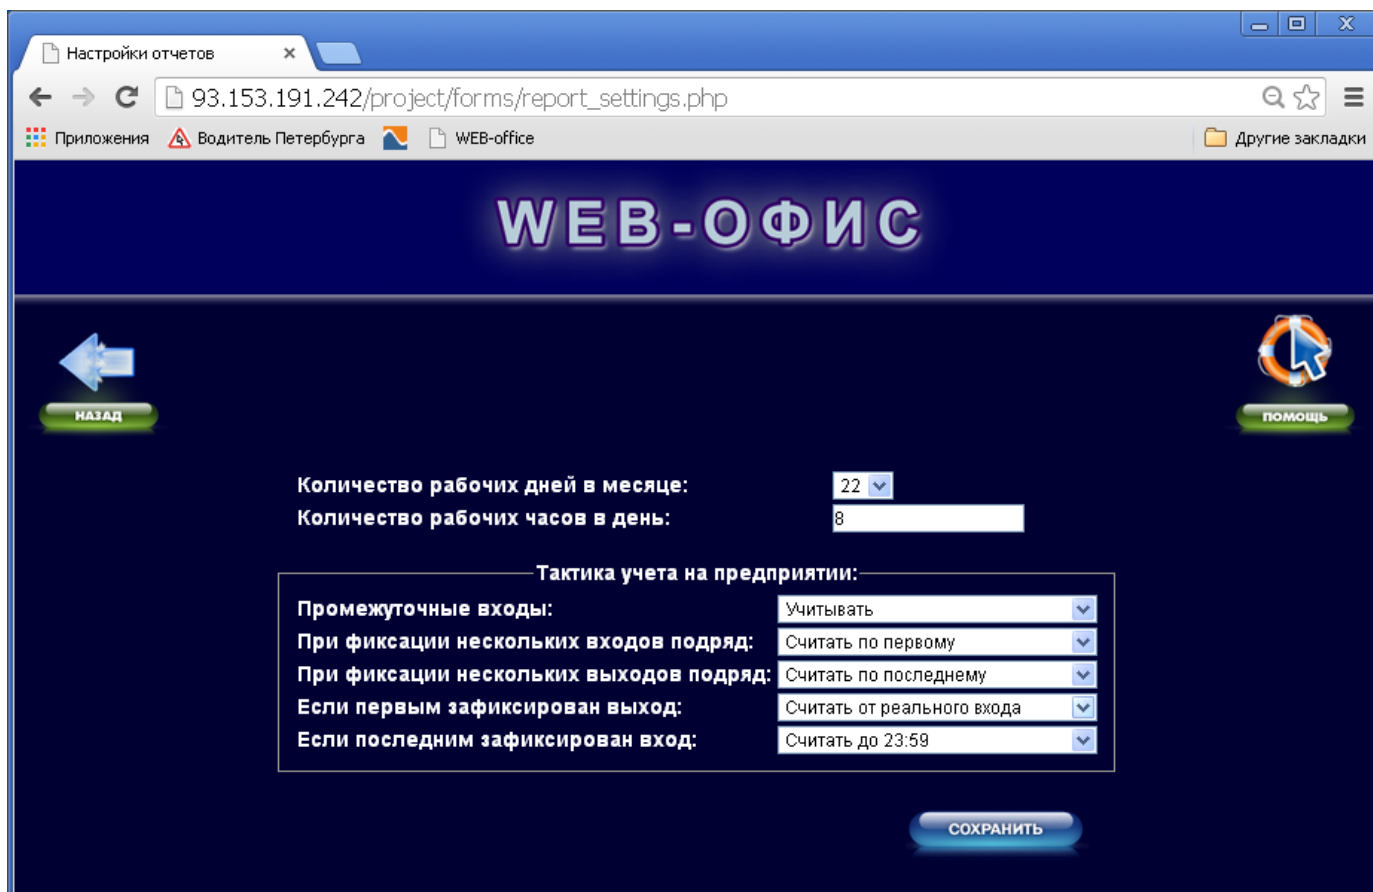 Настройки отчетов
93.153.191.242/project/forms/report_settings.php
Приложения Водитель Петербурга WEB-office Другие закладки
WEB-ОФИС
НАЗАД
ПОМОЩЬ
Количество рабочих дней в месяце: 22
Количество рабочих часов в день: 8
Тактика учета на предприятии:
Промежуточные входы: Учитывать
При фиксации нескольких входов подряд: Считать по первому
При фиксации нескольких выходов подряд: Считать по последнему
Если первым зафиксирован выход: Считать от реального входа
Если последним зафиксирован вход: Считать до 23:59
СОХРАНИТЬ